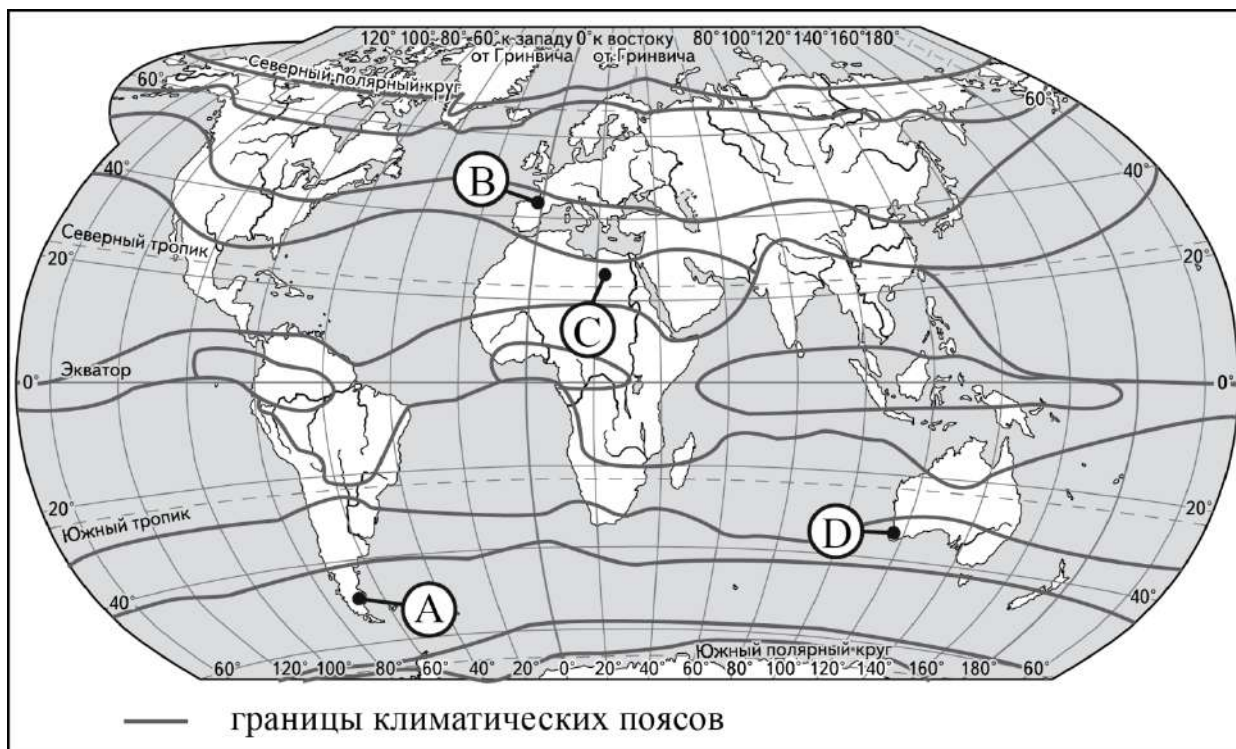 120° 100° 80° 60° к западу 0° к востоку 80° 100° 120° 140° 160° 180°
от Гринвича от Гринвича
Северный полярный круг
60° 60°
40° 40°
B
Северный тропик
20° 20°
C
Экватор
0° 0°
20° 20°
Южный тропик
D
40° 40°
A
Южный полярный круг
60° 120° 100° 80° 60° 40° 20° 0° 20° 40° 60° 80° 100° 120° 140° 160° 180° 60°
границы климатических поясов